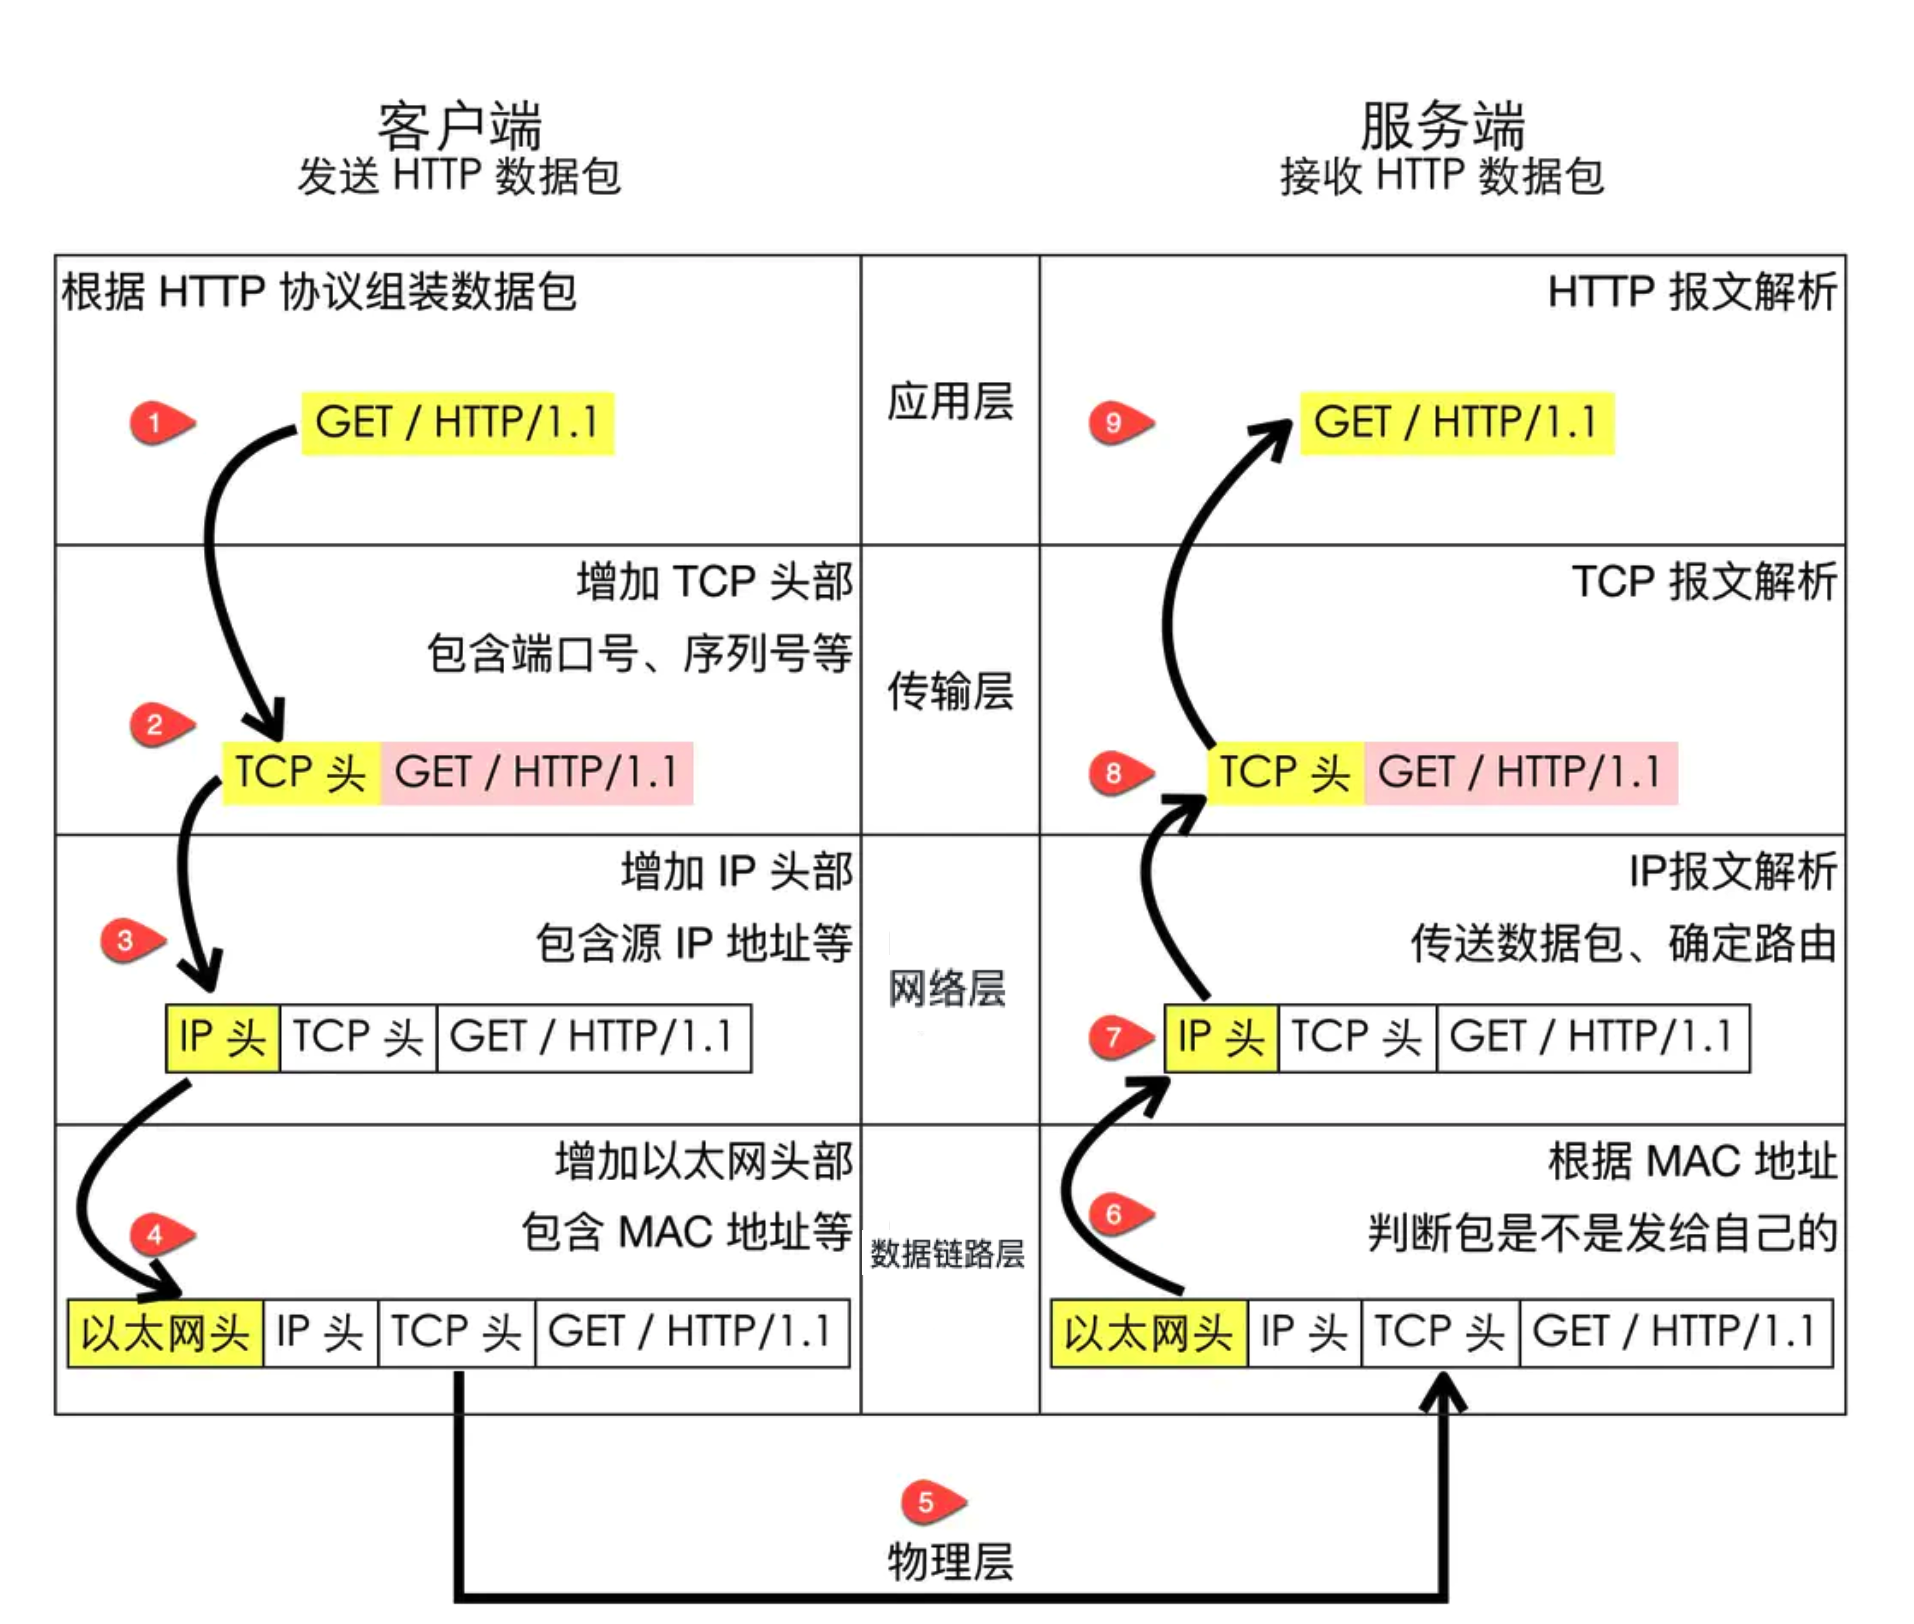 客户端
发送 HTTP 数据包
服务端
接收 HTTP 数据包
根据 HTTP 协议组装数据包
1
GET / HTTP/1.1
应用层
HTTP 报文解析
9
GET / HTTP/1.1
增加 TCP 头部
包含端口号、序列号等
2
TCP 头 GET / HTTP/1.1
传输层
TCP 报文解析
8
TCP 头 GET / HTTP/1.1
增加 IP 头部
包含源 IP 地址等
3
IP 头 TCP 头 GET / HTTP/1.1
网络层
IP报文解析
传送数据包、确定路由
7
IP 头 TCP 头 GET / HTTP/1.1
增加以太网头部
包含 MAC 地址等
4
以太网头 IP 头 TCP 头 GET / HTTP/1.1
数据链路层
根据 MAC 地址
判断包是不是发给自己的
6
以太网头 IP 头 TCP 头 GET / HTTP/1.1
5
物理层